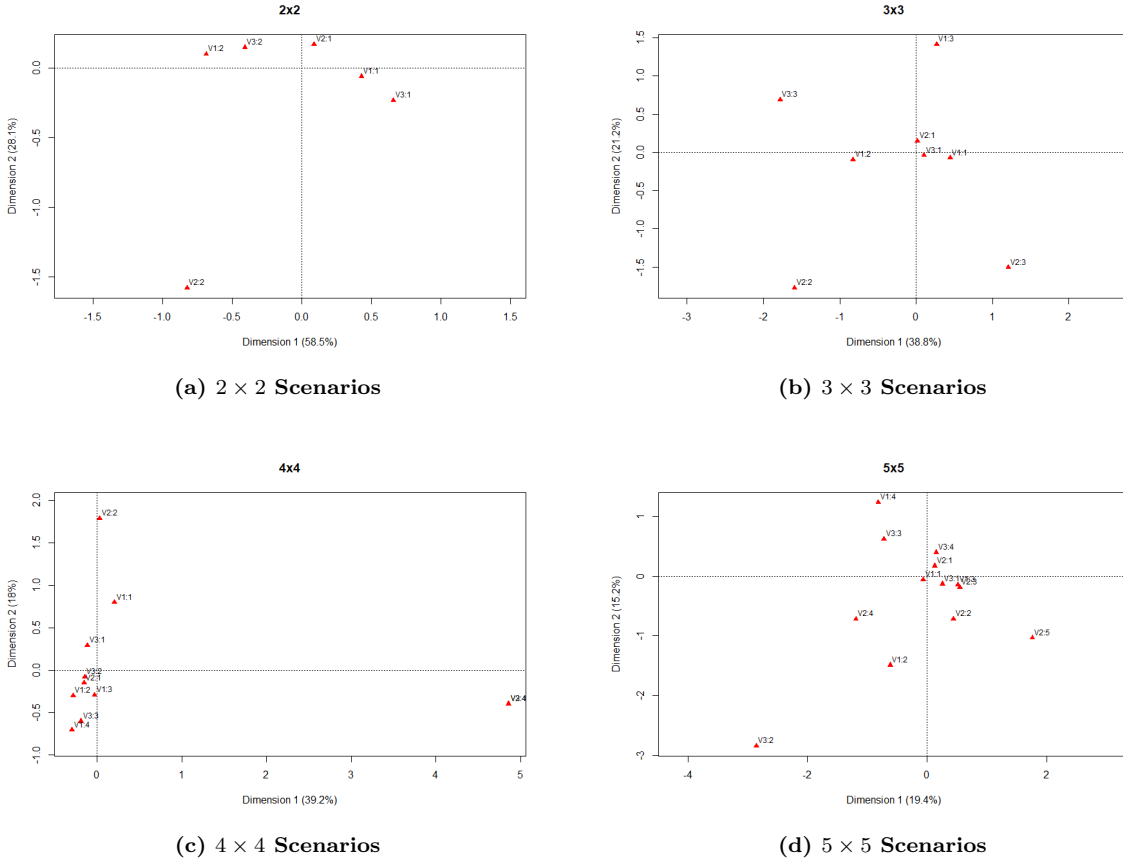 2x2
V1:2
V3:2
V2:1
V1:1
V3:1
V2:2
0.0
-0.5
-1.0
-1.5
Dimension 2 (28.1%)
-1.5 -1.0 -0.5 0.0 0.5 1.0 1.5
Dimension 1 (58.5%)
(a) 2 × 2 Scenarios
3x3
V1:3
V3:3
V2:1
V3:1
V1:1
V1:2
V2:3
V2:2
1.5
1.0
0.5
0.0
-0.5
-1.0
-1.5
Dimension 2 (21.2%)
-3 -2 -1 0 1 2
Dimension 1 (38.8%)
(b) 3 × 3 Scenarios
4x4
V2:2
V1:1
V3:1
V3:2
V2:1
V1:2 V1:3
V3:3
V1:4
2.0
1.5
1.0
0.5
0.0
-0.5
-1.0
Dimension 2 (18%)
0 1 2 3 4 5
Dimension 1 (39.2%)
(c) 4 × 4 Scenarios
5x5
V1:4
V3:3
V3:4
V2:1
V1:1
V3:1
V2:3
V2:4
V2:2
V2:5
V1:2
V3:2
1
0
-1
-2
-3
Dimension 2 (15.2%)
-4 -2 0 2
Dimension 1 (19.4%)
(d) 5 × 5 Scenarios